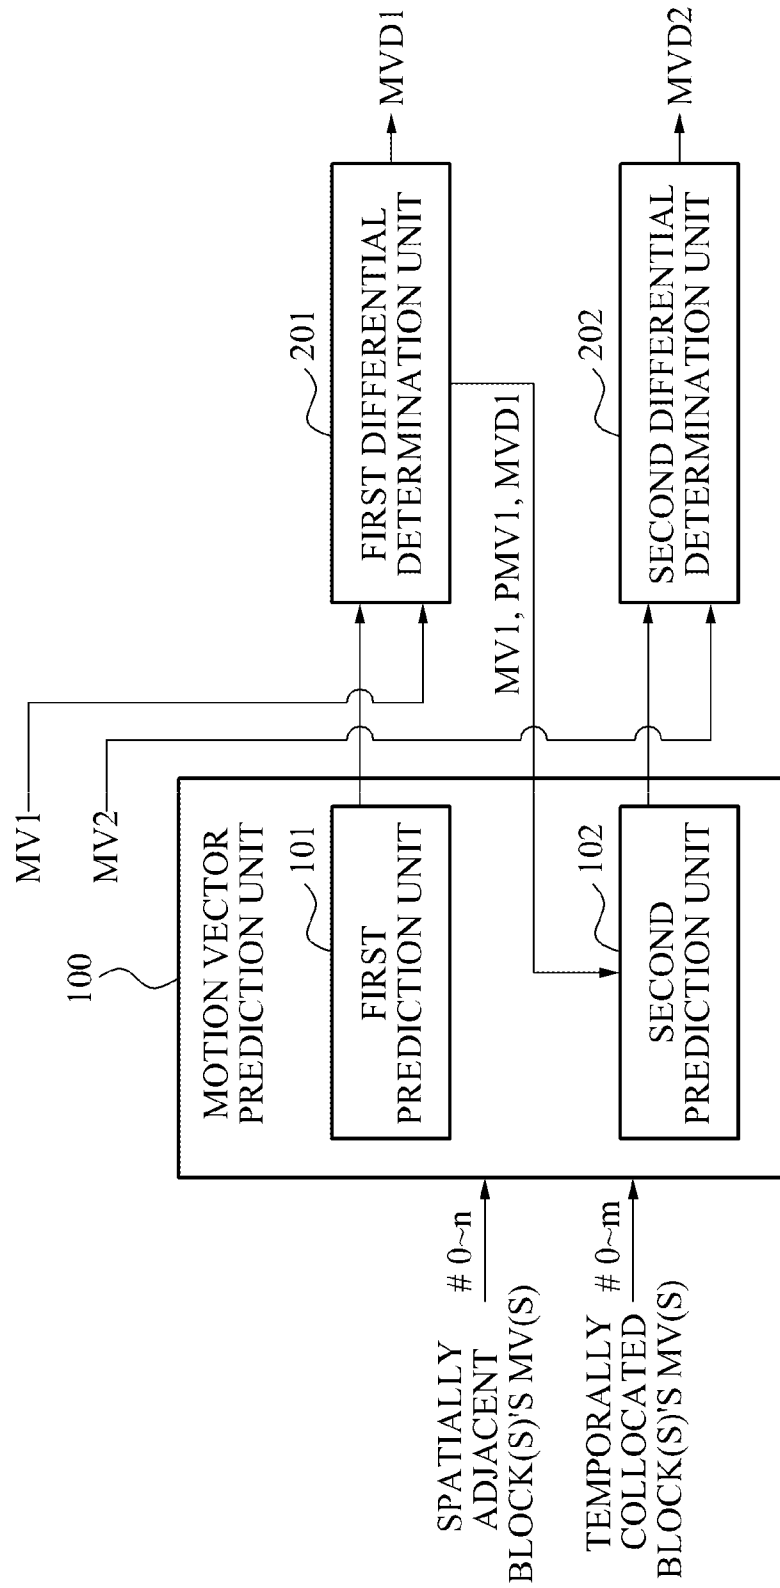 MV1
MV2
100
MOTION VECTOR
PREDICTION UNIT
101
FIRST
PREDICTION UNIT
201
FIRST DIFFERENTIAL
DETERMINATION UNIT
MVD1
MV1, PMV1, MVD1
SPATIALLY
ADJACENT
BLOCK(S)'S MV(S)
# 0~n
TEMPORALLY
COLLOCATED
BLOCK(S)'S MV(S)
# 0~m
102
SECOND
PREDICTION UNIT
202
SECOND DIFFERENTIAL
DETERMINATION UNIT
MVD2